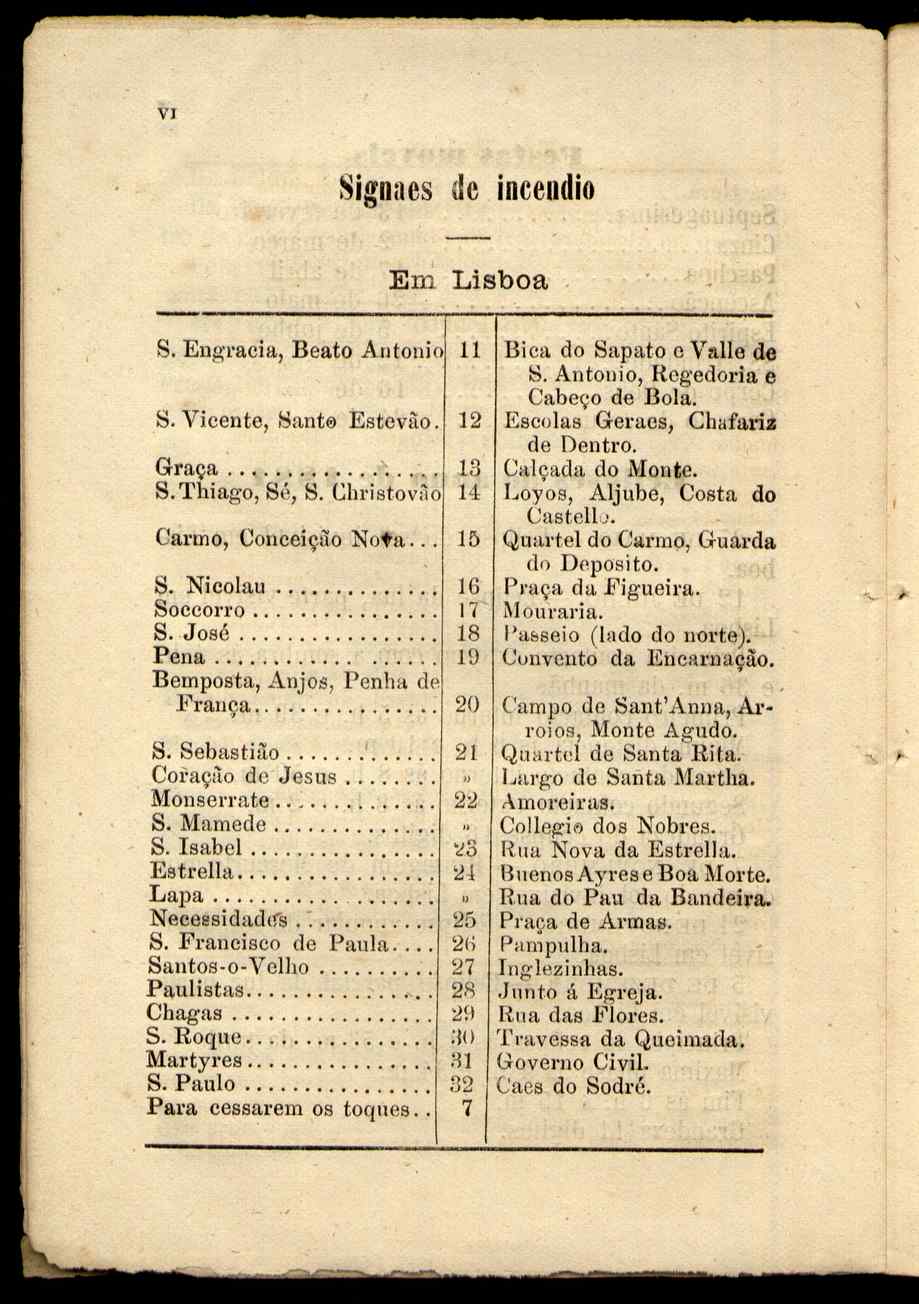 VI
Signaes de incendio
Em Lisboa
S. Engracia, Beato Antonio 11 Bica do Sapato e Valle de
S. Antonio, Regedoria e
Cabeço de Bola.
S. Vicente, Santo Estevão. 12 Escolas Geraes, Chafariz
de Dentro.
Graça .................. 13 Calçada do Monte.
S. Thiago, Sé, S. Christovão 14 Loyos, Aljube, Costa do
Castello.
Carmo, Conceição Nova... 15 Quartel do Carmo, Guarda
do Deposito.
S. Nicolau .............. 16 Praça da Figueira.
Soccorro ................ 17 Mouraria.
S. José ................. 18 Passeio (lado do norte).
Pena ............ ...... 19 Convento da Encarnação.
Bemposta, Anjos, Penha de
França................ 20 Campo de Sant'Anna, Ar-
roios, Monte Agudo.
S. Sebastião ............. 21 Quartel de Santa Rita.
Coração de Jesus ........ » Largo de Santa Martha.
Monserrate .............. 22 Amoreiras.
S. Mamede .............. » Collegio dos Nobres.
S. Isabel ................ 23 Rua Nova da Estrella.
Estrella................. 24 Buenos Ayres e Boa Morte.
Lapa ................... » Rua do Pau da Bandeira.
Necessidades ............ 25 Praça de Armas.
S. Francisco de Paula.... 26 Pampulha.
Santos-o-Velho .......... 27 Inglezinhas.
Paulistas................ 28 Junto á Egreja.
Chagas ................. 29 Rua das Flores.
S. Roque................ 30 Travessa da Queimada.
Martyres ................ 31 Governo Civil.
S. Paulo ................ 32 Caes do Sodré.
Para cessarem os toques.. 7